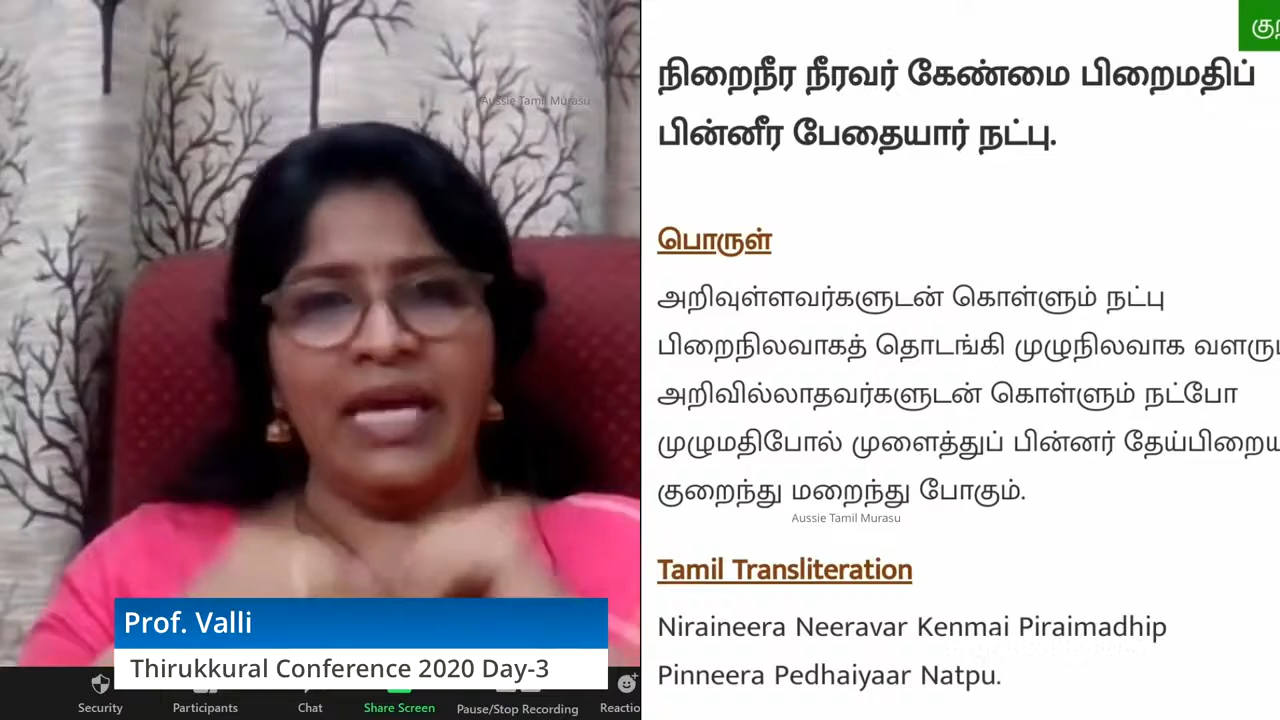 Aussie Tamil Murasu
Prof. Valli
Thirukkural Conference 2020 Day-3
Security
Participants
Chat
Share Screen
Pause/Stop Recording
நிறைநீர நீரவர் கேண்மை பிறைமதிப்
பின்னீர பேதையார் நட்பு.
பொருள்
அறிவுள்ளவர்களுடன் கொள்ளும் நட்பு
பிறைநிலவாகத் தொடங்கி முழுநிலவாக
அறிவில்லாதவர்களுடன் கொள்ளும் நட்போ
முழுமதிபோல் முளைத்துப் பின்னர்
குறைந்து மறைந்து போகும்.
Aussie Tamil Murasu
Tamil Transliteration
Niraineera Neeravar Kenmai Piraimadhip
Pinneera Pedhaiyaar Natpu.